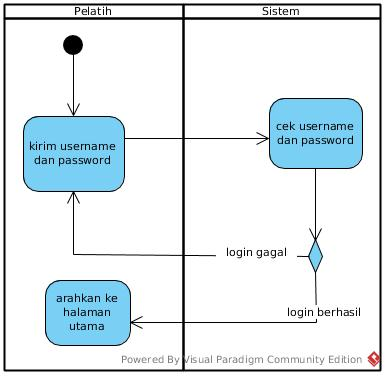 Pelatih
Sistem
kirim username
dan password
cek username
dan password
login gagal
arahkan ke
halaman
utama
login berhasil
Powered By Visual Paradigm Community Edition